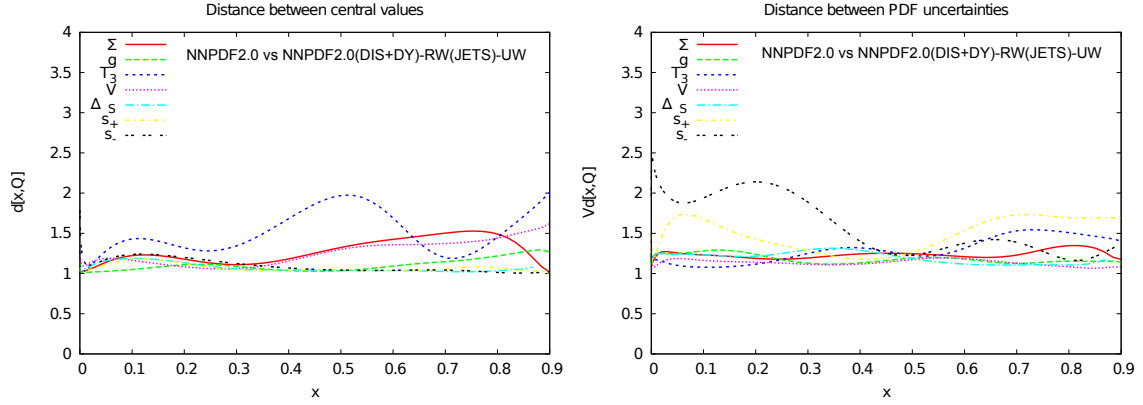 Distance between central values
d[x,Q]
4
3.5
3
2.5
2
1.5
1
0.5
0
Σ
g
T3
V
ΔS
s+
s-
NNPDF2.0 vs NNPDF2.0(DIS+DY)-RW(JETS)-UW
0 0.1 0.2 0.3 0.4 0.5 0.6 0.7 0.8 0.9
x
Distance between PDF uncertainties
Vd[x,Q]
4
3.5
3
2.5
2
1.5
1
0.5
0
Σ
g
T3
V
ΔS
s+
s-
NNPDF2.0 vs NNPDF2.0(DIS+DY)-RW(JETS)-UW
0 0.1 0.2 0.3 0.4 0.5 0.6 0.7 0.8 0.9
x